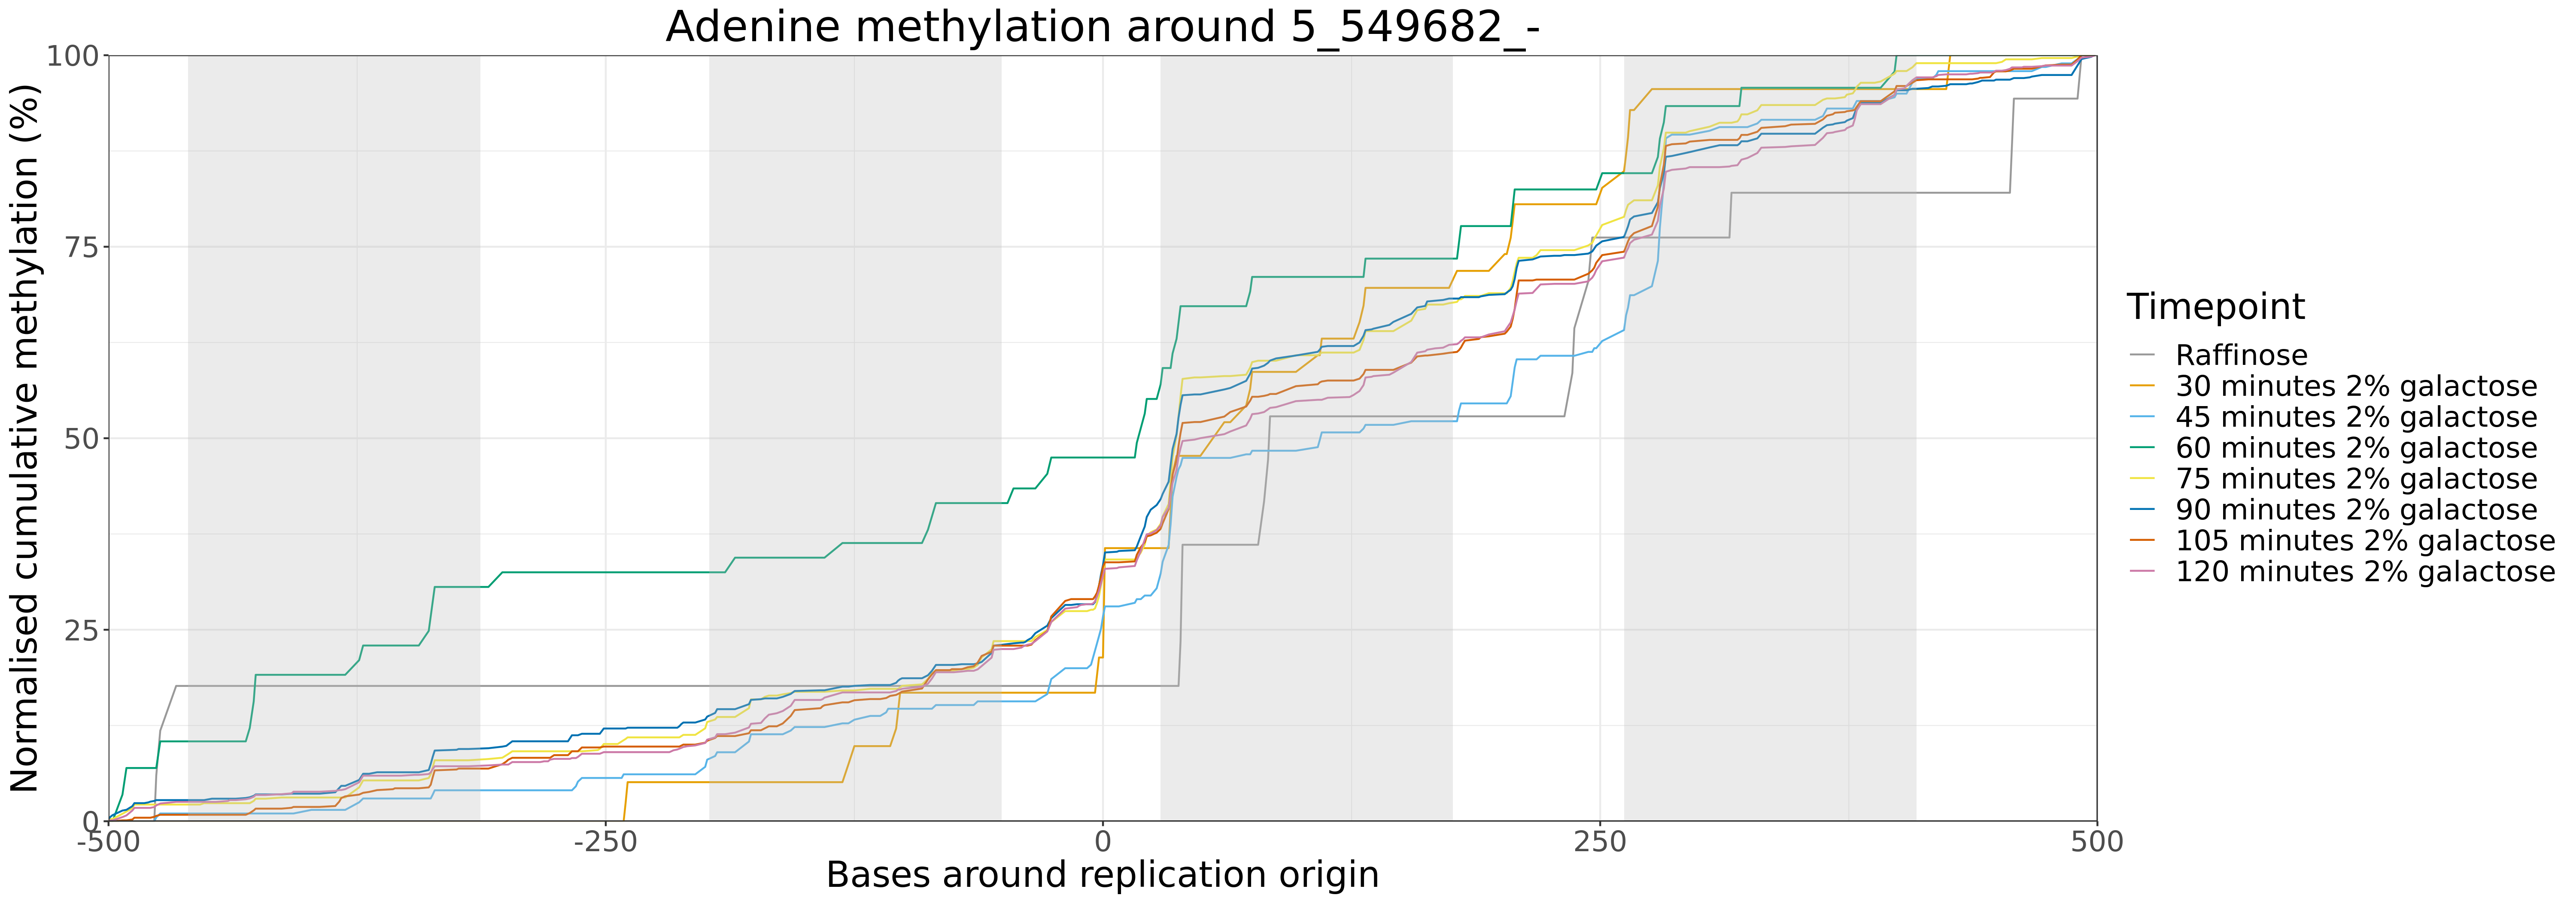 Adenine methylation around 5_549682_-
Normalised cumulative methylation (%)
100
75
50
25
0
-500
-250
0
250
500
Bases around replication origin
Timepoint
Raffinose
30 minutes 2% galactose
45 minutes 2% galactose
60 minutes 2% galactose
75 minutes 2% galactose
90 minutes 2% galactose
105 minutes 2% galactose
120 minutes 2% galactose